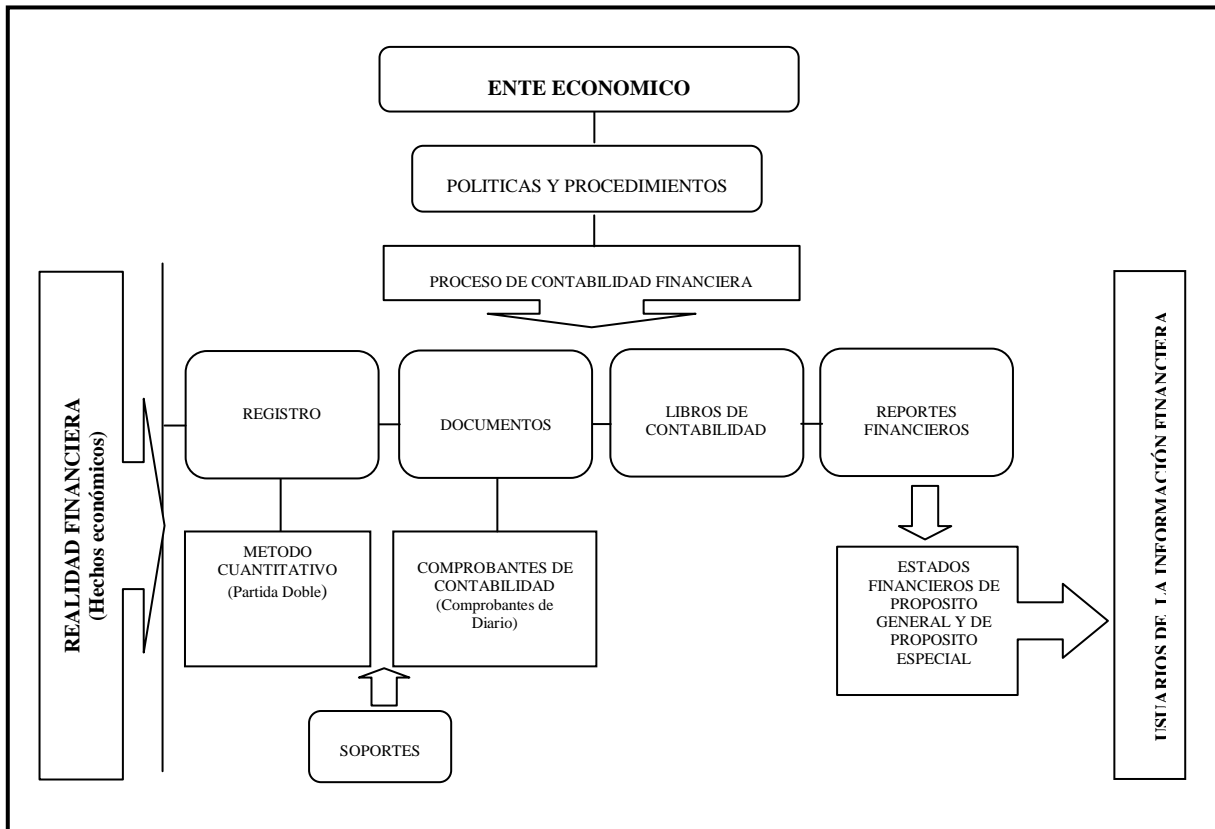 ENTE ECONOMICO
POLITICAS Y PROCEDIMIENTOS
PROCESO DE CONTABILIDAD FINANCIERA
REALIDAD FINANCIERA
(Hechos económicos)
REGISTRO
DOCUMENTOS
LIBROS DE
CONTABILIDAD
REPORTES
FINANCIEROS
METODO
CUANTITATIVO
(Partida Doble)
COMPROBANTES DE
CONTABILIDAD
(Comprobantes de
Diario)
ESTADOS
FINANCIEROS DE
PROPOSITO
GENERAL Y DE
PROPOSITO
ESPECIAL
SOPORTES
USUARIOS DE LA INFORMACIÓN FINANCIERA